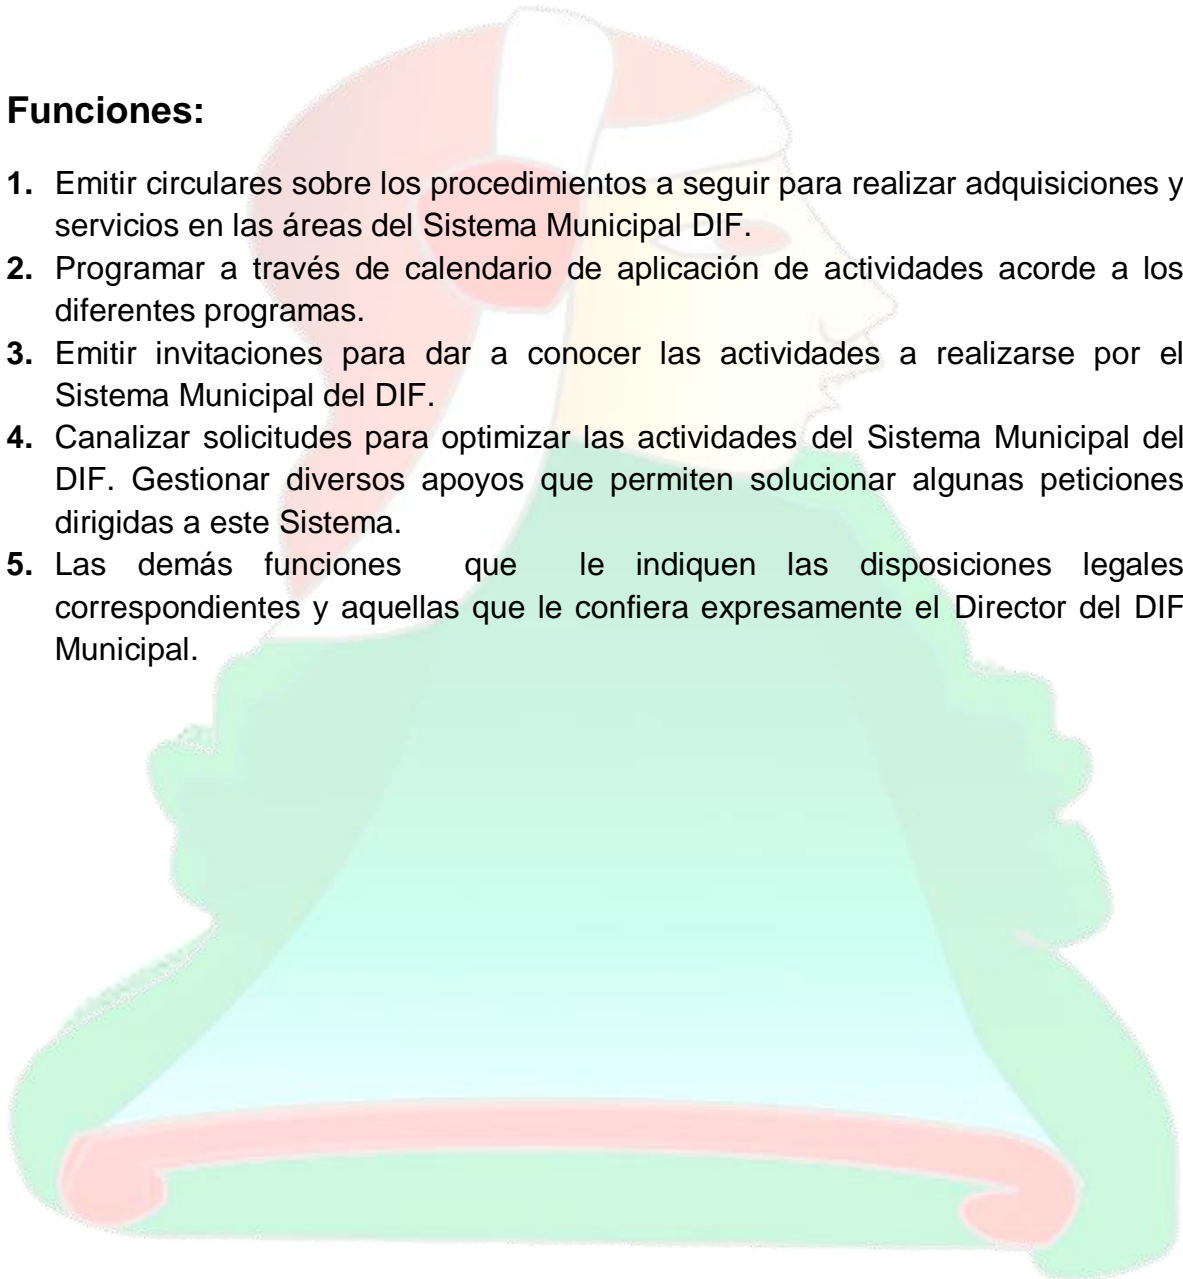 Funciones:
1. Emitir circulares sobre los procedimientos a seguir para realizar adquisiciones y
servicios en las áreas del Sistema Municipal DIF.
2. Programar a través de calendario de aplicación de actividades acorde a los
diferentes programas.
3. Emitir invitaciones para dar a conocer las actividades a realizarse por el
Sistema Municipal del DIF.
4. Canalizar solicitudes para optimizar las actividades del Sistema Municipal del
DIF. Gestionar diversos apoyos que permiten solucionar algunas peticiones
dirigidas a este Sistema.
5. Las demás funciones que le indiquen las disposiciones legales
correspondientes y aquellas que le confiera expresamente el Director del DIF
Municipal.